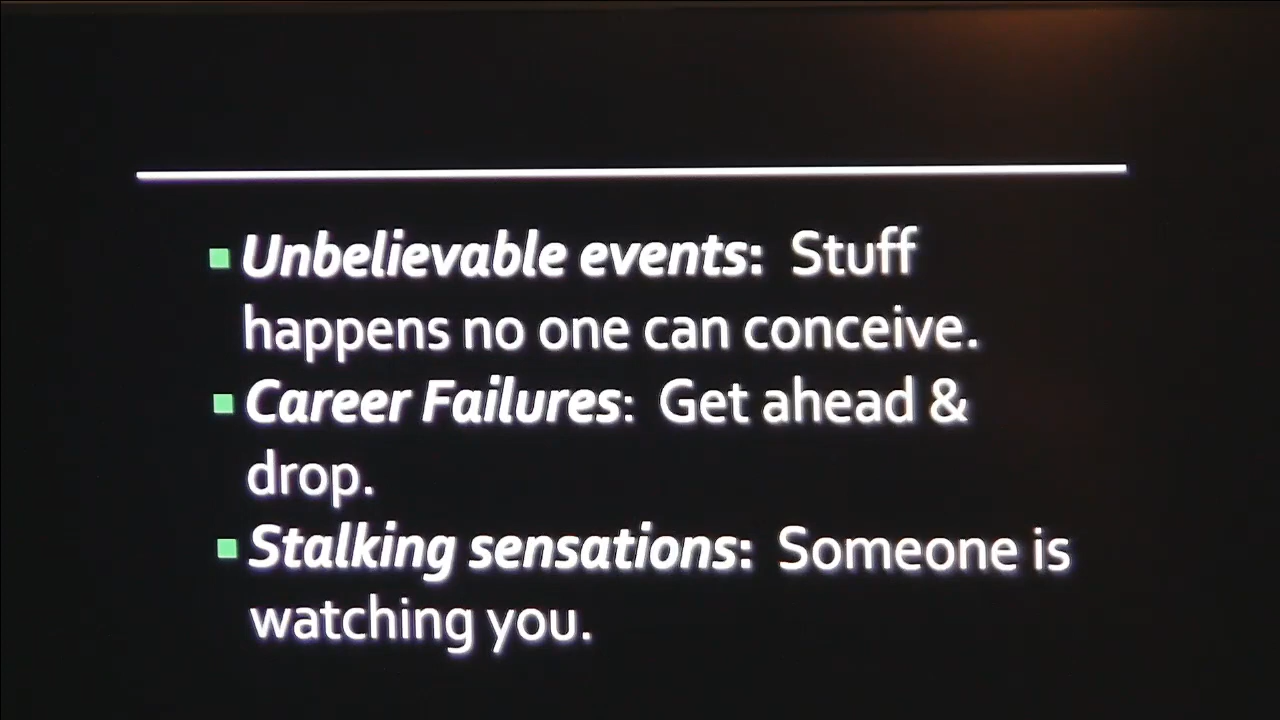 Unbelievable events: Stuff
happens no one can conceive.
Career Failures: Get ahead &
drop.
Stalking sensations: Someone is
watching you.